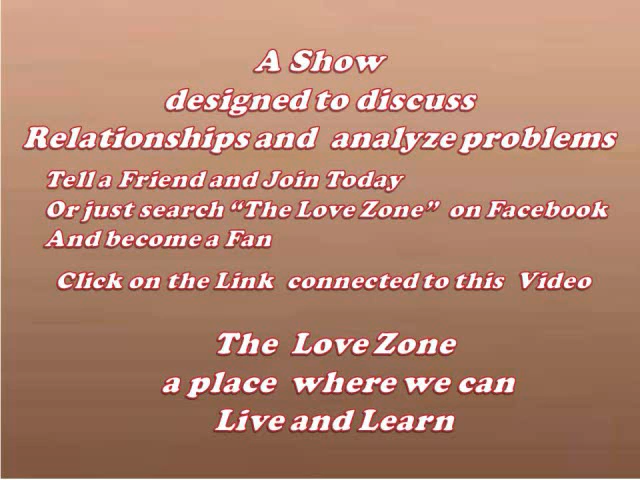 A Show
designed to discuss
Relationships and analyze problems
Tell a Friend and Join Today
Or just search “The Love Zone” on Facebook
And become a Fan
Click on the Link connected to this Video
The Love Zone
a place where we can
Live and Learn